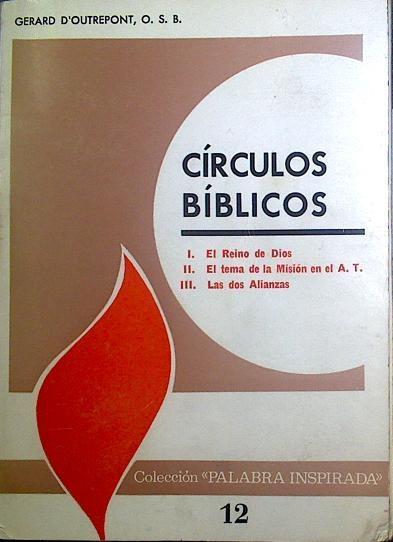 GERARD D'OUTREPONT, O. S. B.
CÍRCULOS
BÍBLICOS
I. El Reino de Dios
II. El tema de la Misión en el A. T.
III. Las dos Alianzas
Colección «PALABRA INSPIRADA»
12